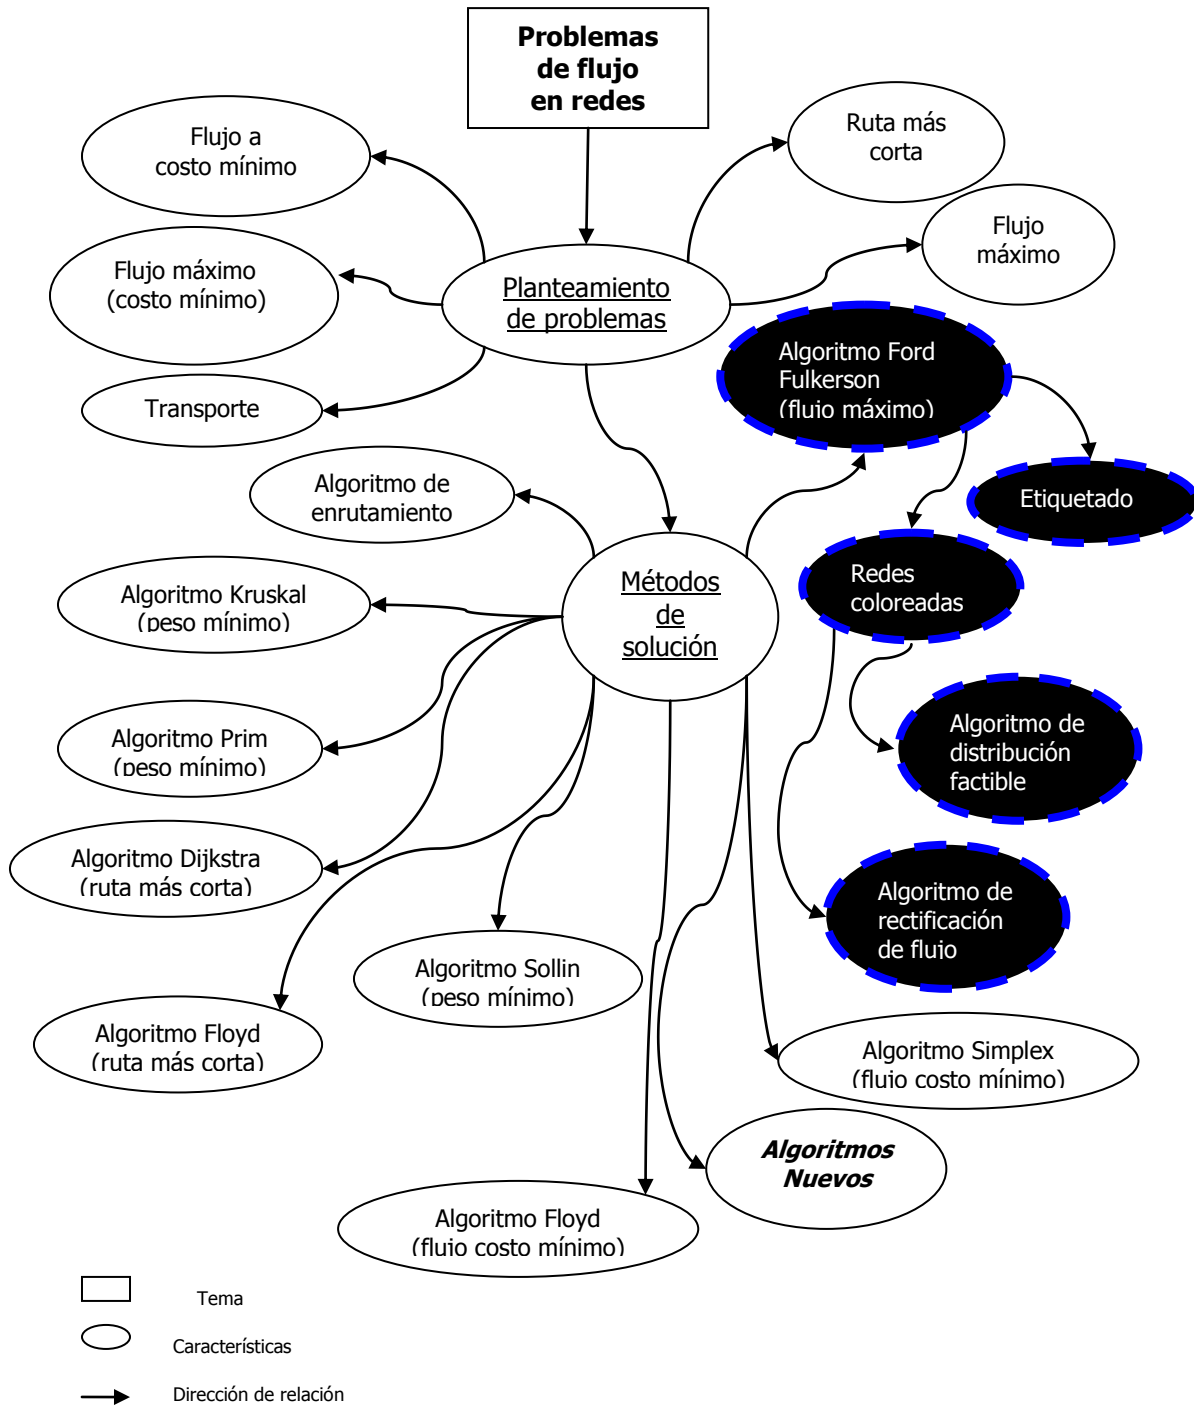 Problemas
de flujo
en redes
Flujo a
costo mínimo
Ruta más
corta
Flujo máximo
(costo mínimo)
Flujo
máximo
Planteamiento
de problemas
Transporte
Algoritmo Ford
Fulkerson
(flujo máximo)
Etiquetado
Algoritmo de
enrutamiento
Redes
coloreadas
Algoritmo Kruskal
(peso mínimo)
Métodos
de
solución
Algoritmo Prim
(peso mínimo)
Algoritmo de
distribución
factible
Algoritmo Dijkstra
(ruta más corta)
Algoritmo de
rectificación
de flujo
Algoritmo Sollin
(peso mínimo)
Algoritmo Floyd
(ruta más corta)
Algoritmo Simplex
(flujo costo mínimo)
Algoritmos
Nuevos
Algoritmo Floyd
(flujo costo mínimo)
Tema
Características
Dirección de relación